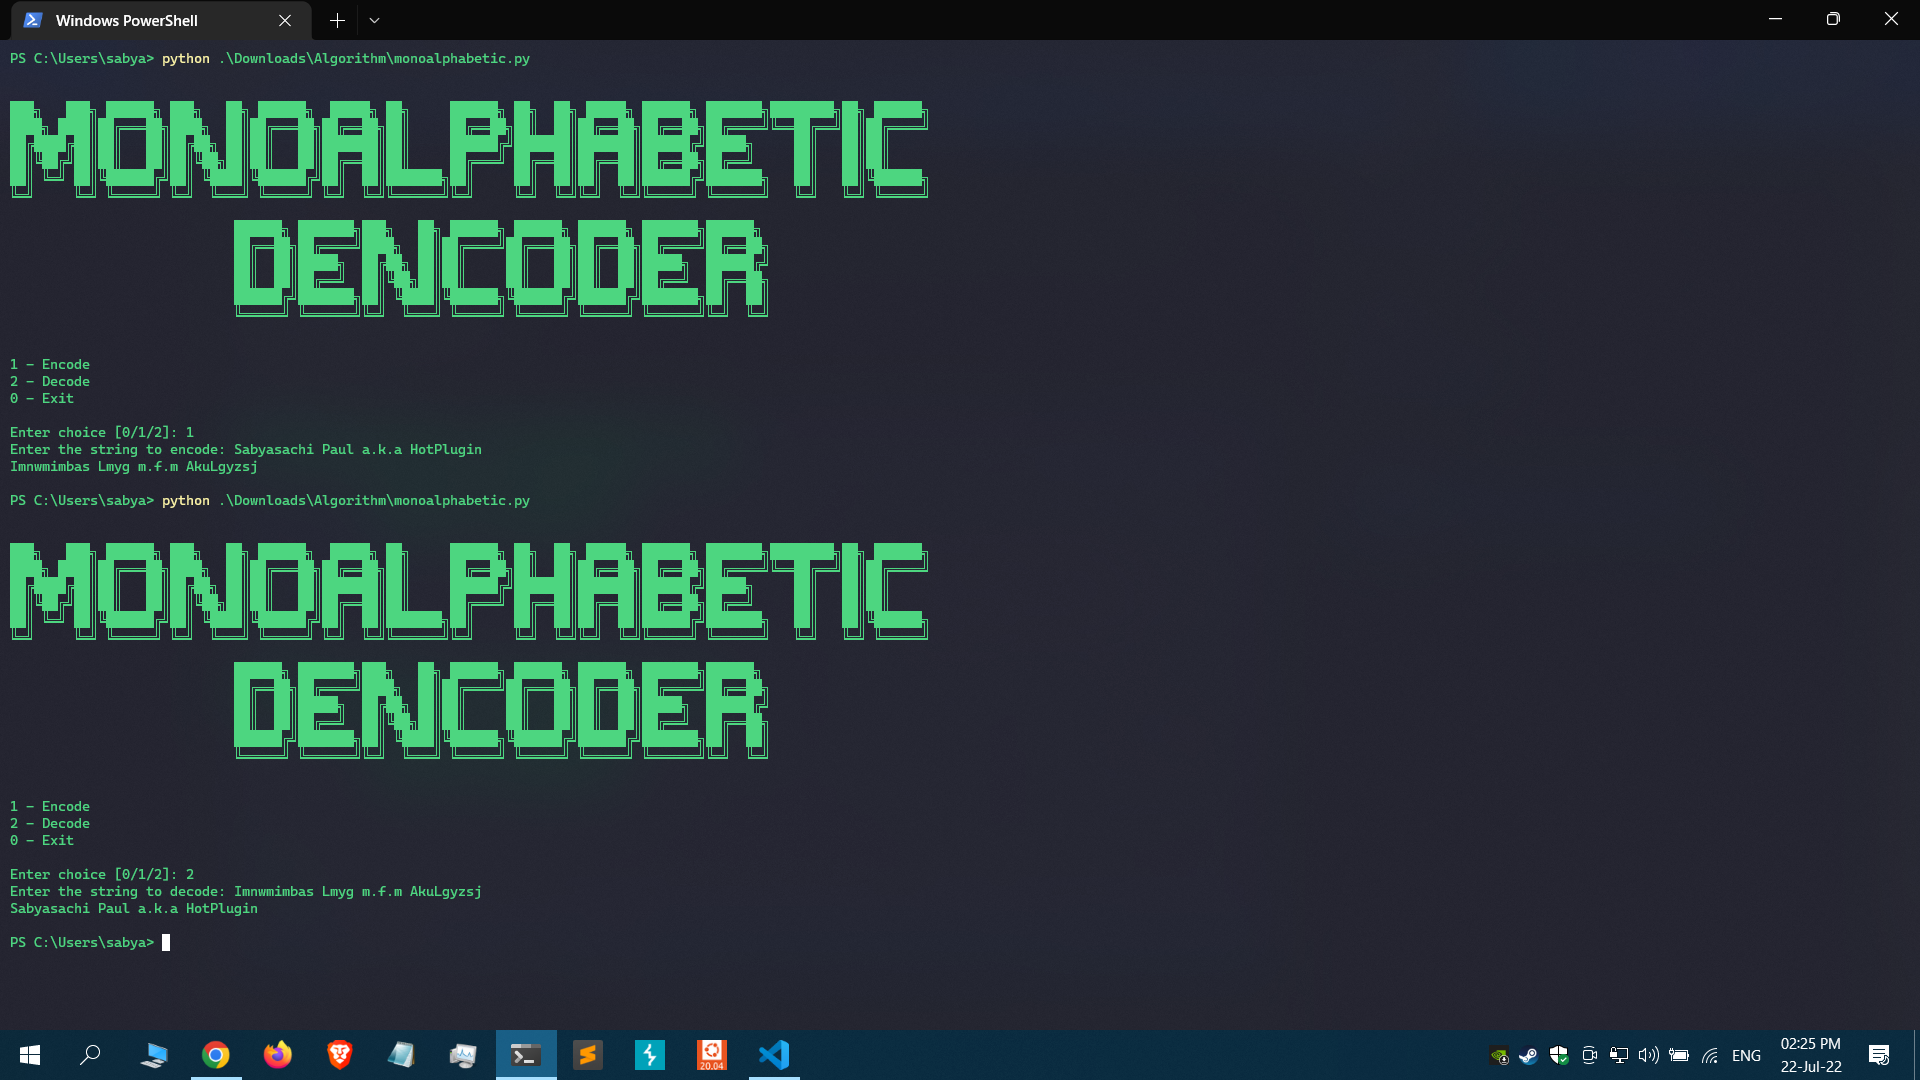 Windows PowerShell
PS C:\Users\sabya> python .\Downloads\Algorithm\monoalphabetic.py
MONOALPHABETIC
DENCODER
1 - Encode
2 - Decode
0 - Exit
Enter choice [0/1/2]: 1
Enter the string to encode: Sabyasachi Paul a.k.a HotPlugin
Imnwmimbas Lmyg m.f.m AkuLgyzsj
PS C:\Users\sabya> python .\Downloads\Algorithm\monoalphabetic.py
MONOALPHABETIC
DENCODER
1 - Encode
2 - Decode
0 - Exit
Enter choice [0/1/2]: 2
Enter the string to decode: Imnwmimbas Lmyg m.f.m AkuLgyzsj
Sabyasachi Paul a.k.a HotPlugin
PS C:\Users\sabya>
20.04
ENG
02:25 PM
22-Jul-22